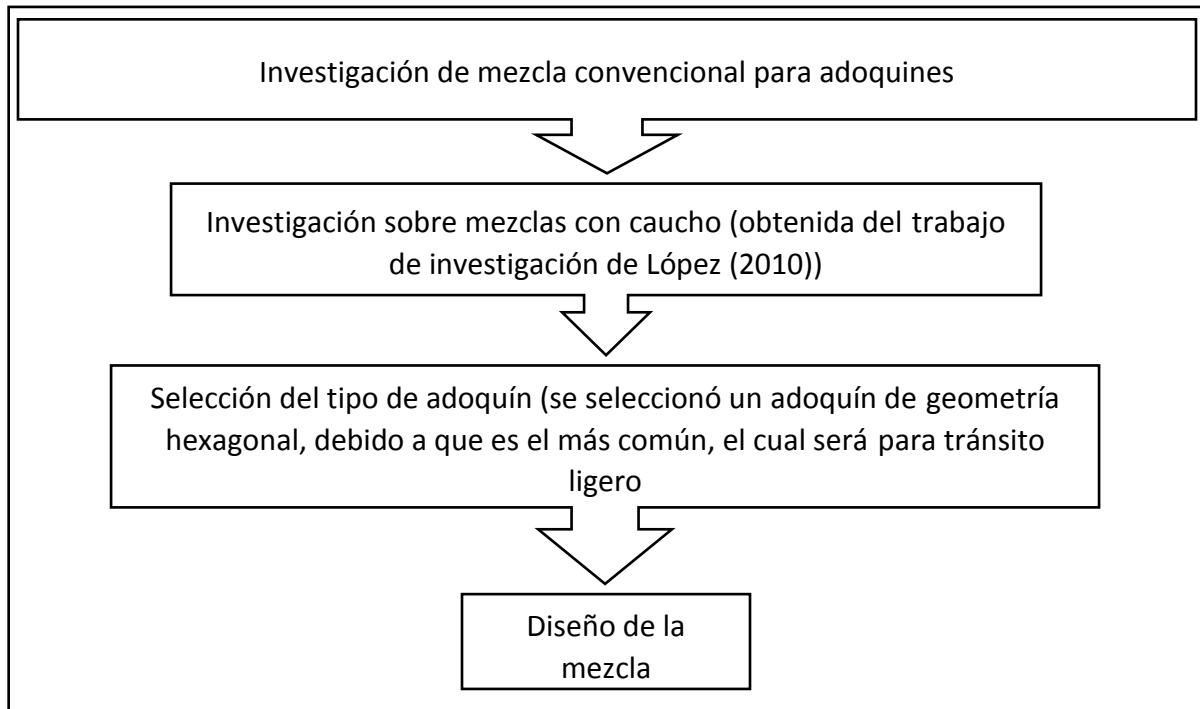 Investigación de mezcla convencional para adoquines
Investigación sobre mezclas con caucho (obtenida del trabajo
de investigación de López (2010))
Selección del tipo de adoquín (se seleccionó un adoquín de geometría
hexagonal, debido a que es el más común, el cual será para tránsito
ligero
Diseño de la
mezcla